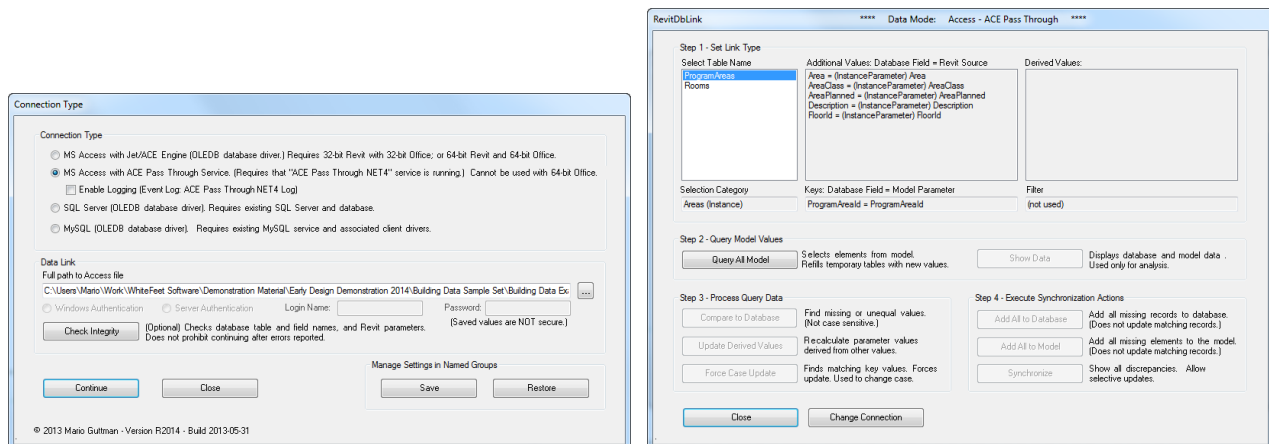 Connection Type
Connection Type
MS Access with Jet/ACE Engine (OLEDB database driver.) Requires 32-bit Revit with 32-bit Office; or 64-bit Revit and 64-bit Office.
MS Access with ACE Pass Through Service. (Requires that "ACE Pass Through NET4" service is running.) Cannot be used with 64-bit Office.
Enable Logging (Event Log: ACE Pass Through NET4 Log)
SQL Server (OLEDB database driver). Requires existing SQL Server and database.
MySQL (OLEDB database driver). Requires existing MySQL service and associated client drivers.
Data Link
Full path to Access file
C:\Users\Mario\Work\WhiteFeet Software\Demonstration Material\Early Design Demonstration 2014\Building Data Sample Set\Building Data Ex
...
Windows Authentication Server Authentication Login Name: Password:
(Saved values are NOT secure.)
Check Integrity
(Optional) Checks database table and field names, and Revit parameters.
Does not prohibit continuing after errors reported.
Manage Settings in Named Groups
Continue Close Save Restore
© 2013 Mario Guttman - Version R2014 - Build 2013-05-31
RevitDbLink **** Data Mode: Access - ACE Pass Through ****
Step 1 - Set Link Type
Select Table Name
ProgramAreas
Rooms
Additional Values: Database Field = Revit Source
Area = (InstanceParameter) Area
AreaClass = (InstanceParameter) AreaClass
AreaPlanned = (InstanceParameter) AreaPlanned
Description = (InstanceParameter) Description
FloorId = (InstanceParameter) FloorId
Derived Values:
Selection Category
Areas (Instance)
Keys: Database Field = Model Parameter
ProgramAreaId = ProgramAreaId
Filter
(not used)
Step 2 - Query Model Values
Query All Model
Selects elements from model.
Refills temporary tables with new values.
Show Data
Displays database and model data .
Used only for analysis.
Step 3 - Process Query Data
Compare to Database
Find missing or unequal values.
(Not case sensitive.)
Update Derived Values
Recalculate parameter values
derived from other values.
Force Case Update
Finds matching key values. Forces
update. Used to change case.
Step 4 - Execute Synchronization Actions
Add All to Database
Add all missing records to database.
(Does not update matching records.)
Add All to Model
Add all missing elements to the model.
(Does not update matching records.)
Synchronize
Show all discrepancies. Allow
selective updates.
Close Change Connection